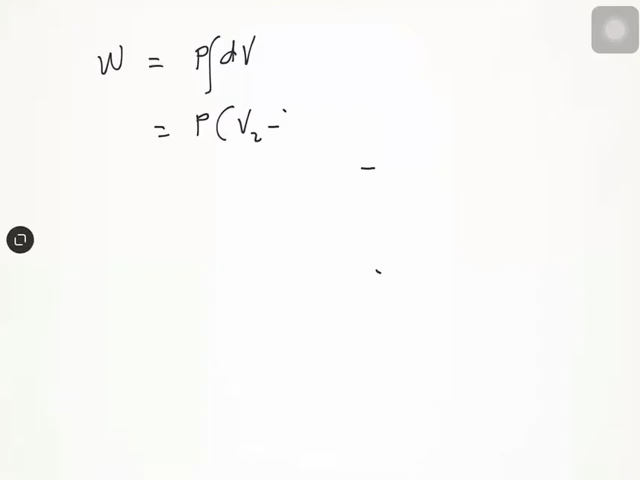 W = P∫dV
= P(V₂ -